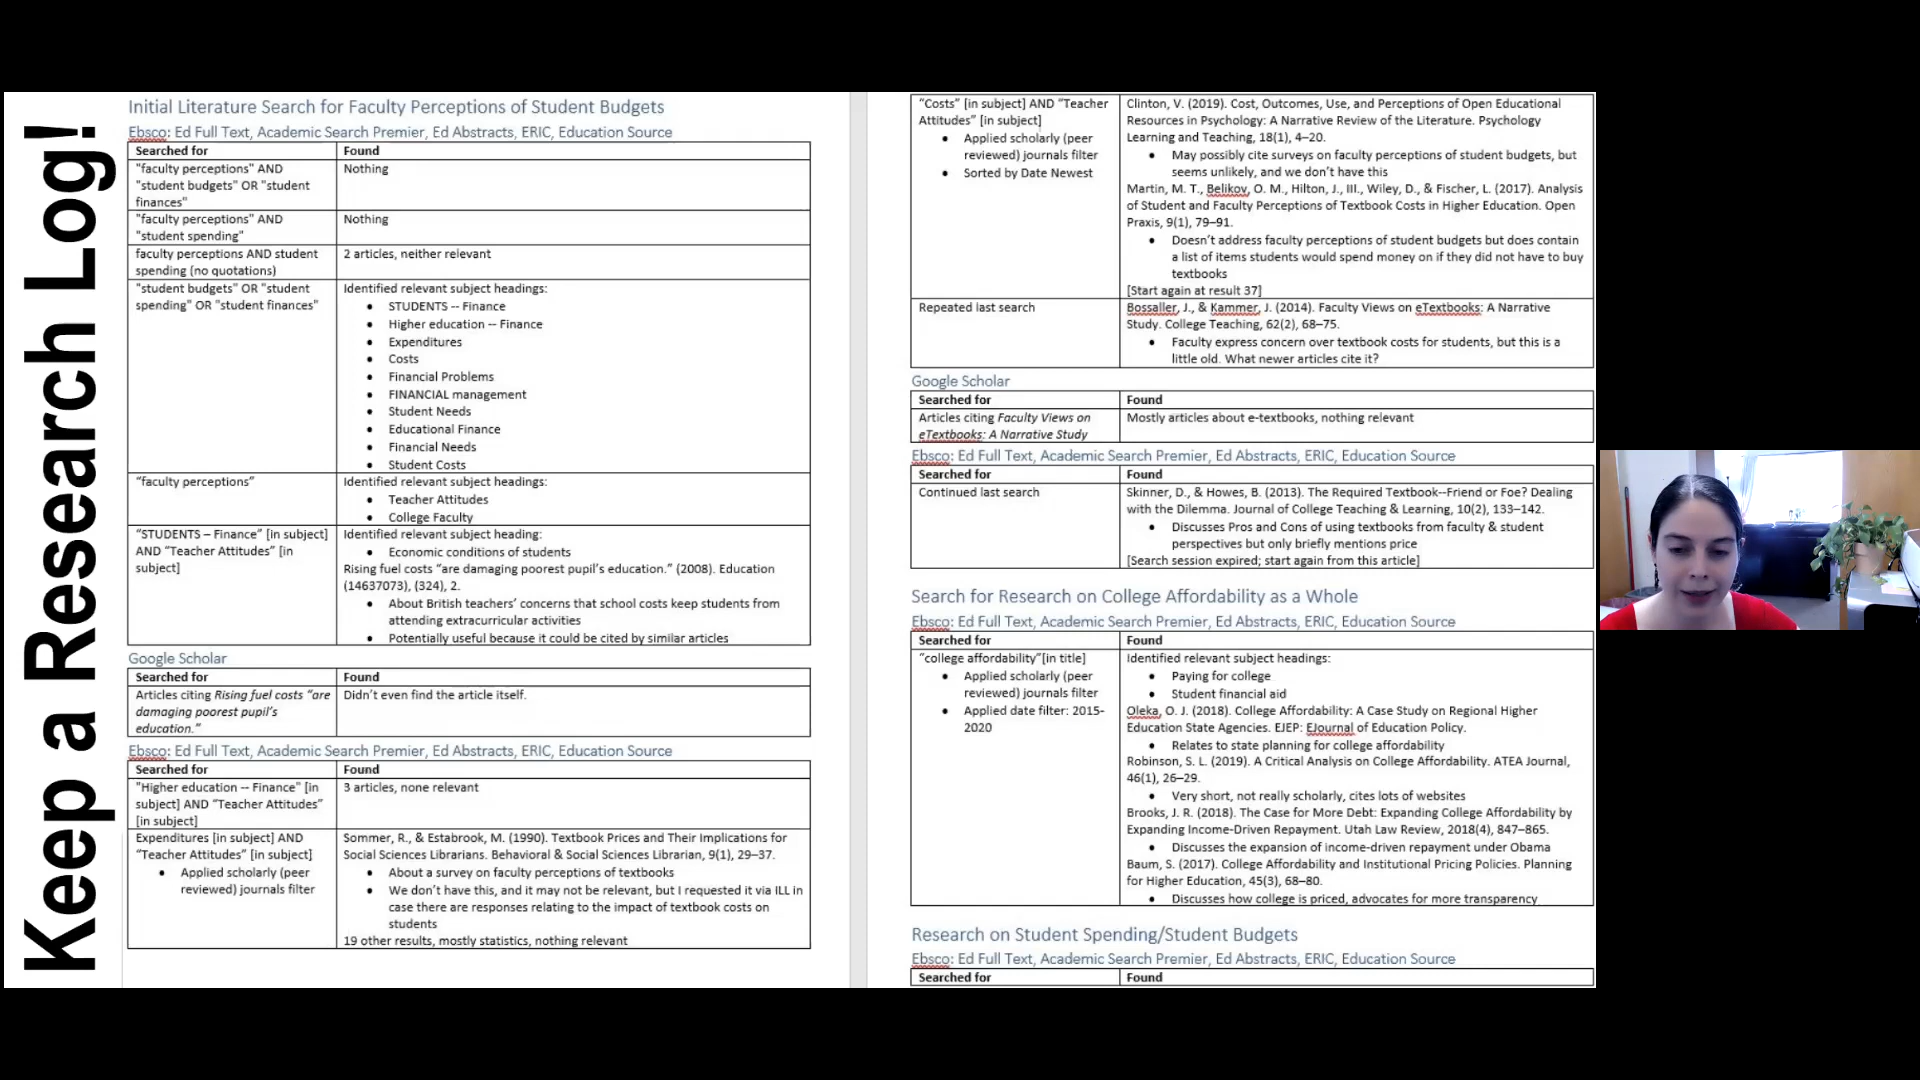 Keep a Research Log!
Initial Literature Search for Faculty Perceptions of Student Budgets
Ebsco: Ed Full Text, Academic Search Premier, Ed Abstracts, ERIC, Education Source
Searched for
Found
"faculty perceptions" AND
"student budgets" OR "student
finances"
Nothing
"faculty perceptions" AND
"student spending"
Nothing
faculty perceptions AND student
spending (no quotations)
2 articles, neither relevant
"student budgets" OR "student
spending" OR "student finances"
Identified relevant subject headings:
• STUDENTS -- Finance
• Higher education -- Finance
• Expenditures
• Costs
• Financial Problems
• FINANCIAL management
• Student Needs
• Educational Finance
• Financial Needs
• Student Costs
“faculty perceptions”
Identified relevant subject headings:
• Teacher Attitudes
• College Faculty
“STUDENTS – Finance” [in subject]
AND “Teacher Attitudes” [in
subject]
Identified relevant subject heading:
• Economic conditions of students
Rising fuel costs “are damaging poorest pupil’s education.” (2008). Education
(14637073), (324), 2.
• About British teachers’ concerns that school costs keep students from
attending extracurricular activities
• Potentially useful because it could be cited by similar articles
Google Scholar
Searched for
Found
Articles citing Rising fuel costs “are
damaging poorest pupil’s
education.”
Didn’t even find the article itself.
Ebsco: Ed Full Text, Academic Search Premier, Ed Abstracts, ERIC, Education Source
Searched for
Found
"Higher education -- Finance" [in
subject] AND “Teacher Attitudes”
[in subject]
3 articles, none relevant
Expenditures [in subject] AND
“Teacher Attitudes” [in subject]
• Applied scholarly (peer
reviewed) journals filter
Sommer, R., & Estabrook, M. (1990). Textbook Prices and Their Implications for
Social Sciences Librarians. Behavioral & Social Sciences Librarian, 9(1), 29–37.
• About a survey on faculty perceptions of textbooks
• We don’t have this, and it may not be relevant, but I requested it via ILL in
case there are responses relating to the impact of textbook costs on
students
19 other results, mostly statistics, nothing relevant
“Costs” [in subject] AND “Teacher
Attitudes” [in subject]
• Applied scholarly (peer
reviewed) journals filter
• Sorted by Date Newest
Clinton, V. (2019). Cost, Outcomes, Use, and Perceptions of Open Educational
Resources in Psychology: A Narrative Review of the Literature. Psychology
Learning and Teaching, 18(1), 4–20.
• May possibly cite surveys on faculty perceptions of student budgets, but
seems unlikely, and we don’t have this
Martin, M. T., Belikov, O. M., Hilton, J., III., Wiley, D., & Fischer, L. (2017). Analysis
of Student and Faculty Perceptions of Textbook Costs in Higher Education. Open
Praxis, 9(1), 79–91.
• Doesn’t address faculty perceptions of student budgets but does contain
a list of items students would spend money on if they did not have to buy
textbooks
[Start again at result 37]
Repeated last search
Bossaller, J., & Kammer, J. (2014). Faculty Views on eTextbooks: A Narrative
Study. College Teaching, 62(2), 68–75.
• Faculty express concern over textbook costs for students, but this is a
little old. What newer articles cite it?
Google Scholar
Searched for
Found
Articles citing Faculty Views on
eTextbooks: A Narrative Study
Mostly articles about e-textbooks, nothing relevant
Ebsco: Ed Full Text, Academic Search Premier, Ed Abstracts, ERIC, Education Source
Searched for
Found
Continued last search
Skinner, D., & Howes, B. (2013). The Required Textbook--Friend or Foe? Dealing
with the Dilemma. Journal of College Teaching & Learning, 10(2), 133–142.
• Discusses Pros and Cons of using textbooks from faculty & student
perspectives but only briefly mentions price
[Search session expired; start again from this article]
Search for Research on College Affordability as a Whole
Ebsco: Ed Full Text, Academic Search Premier, Ed Abstracts, ERIC, Education Source
Searched for
Found
“college affordability”[in title]
• Applied scholarly (peer
reviewed) journals filter
• Applied date filter: 2015-
2020
Identified relevant subject headings:
• Paying for college
• Student financial aid
Oleka, O. J. (2018). College Affordability: A Case Study on Regional Higher
Education State Agencies. EJEP: EJournal of Education Policy.
• Relates to state planning for college affordability
Robinson, S. L. (2019). A Critical Analysis on College Affordability. ATEA Journal,
46(1), 26–29.
• Very short, not really scholarly, cites lots of websites
Brooks, J. R. (2018). The Case for More Debt: Expanding College Affordability by
Expanding Income-Driven Repayment. Utah Law Review, 2018(4), 847–865.
• Discusses the expansion of income-driven repayment under Obama
Baum, S. (2017). College Affordability and Institutional Pricing Policies. Planning
for Higher Education, 45(3), 68–80.
• Discusses how college is priced, advocates for more transparency
Research on Student Spending/Student Budgets
Ebsco: Ed Full Text, Academic Search Premier, Ed Abstracts, ERIC, Education Source
Searched for
Found